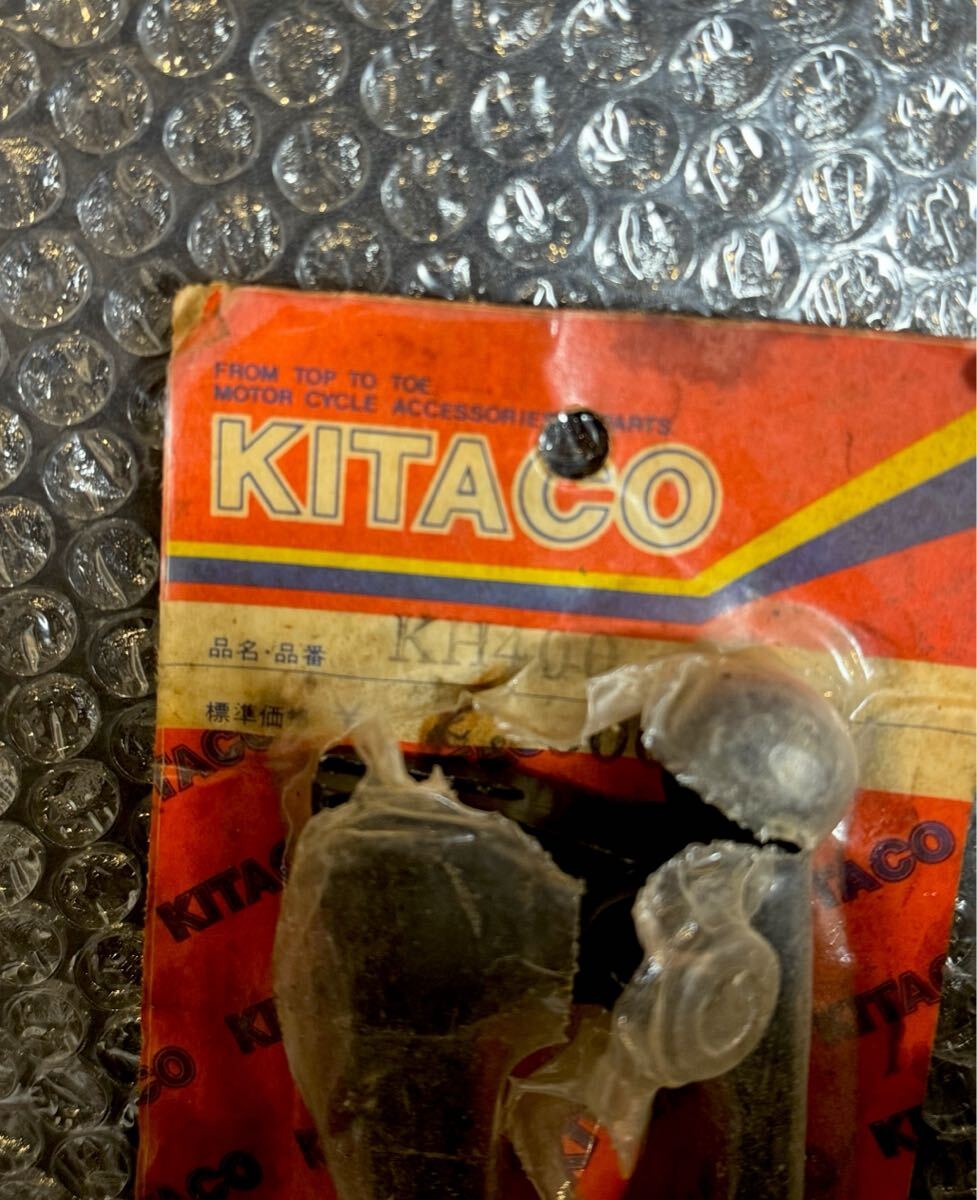 FROM TOP TO TOE
MOTOR CYCLE ACCESSORIES PARTS
KITACO
品名・品番 KH400
標準価 ¥
KITACO
KITACO
KITACO